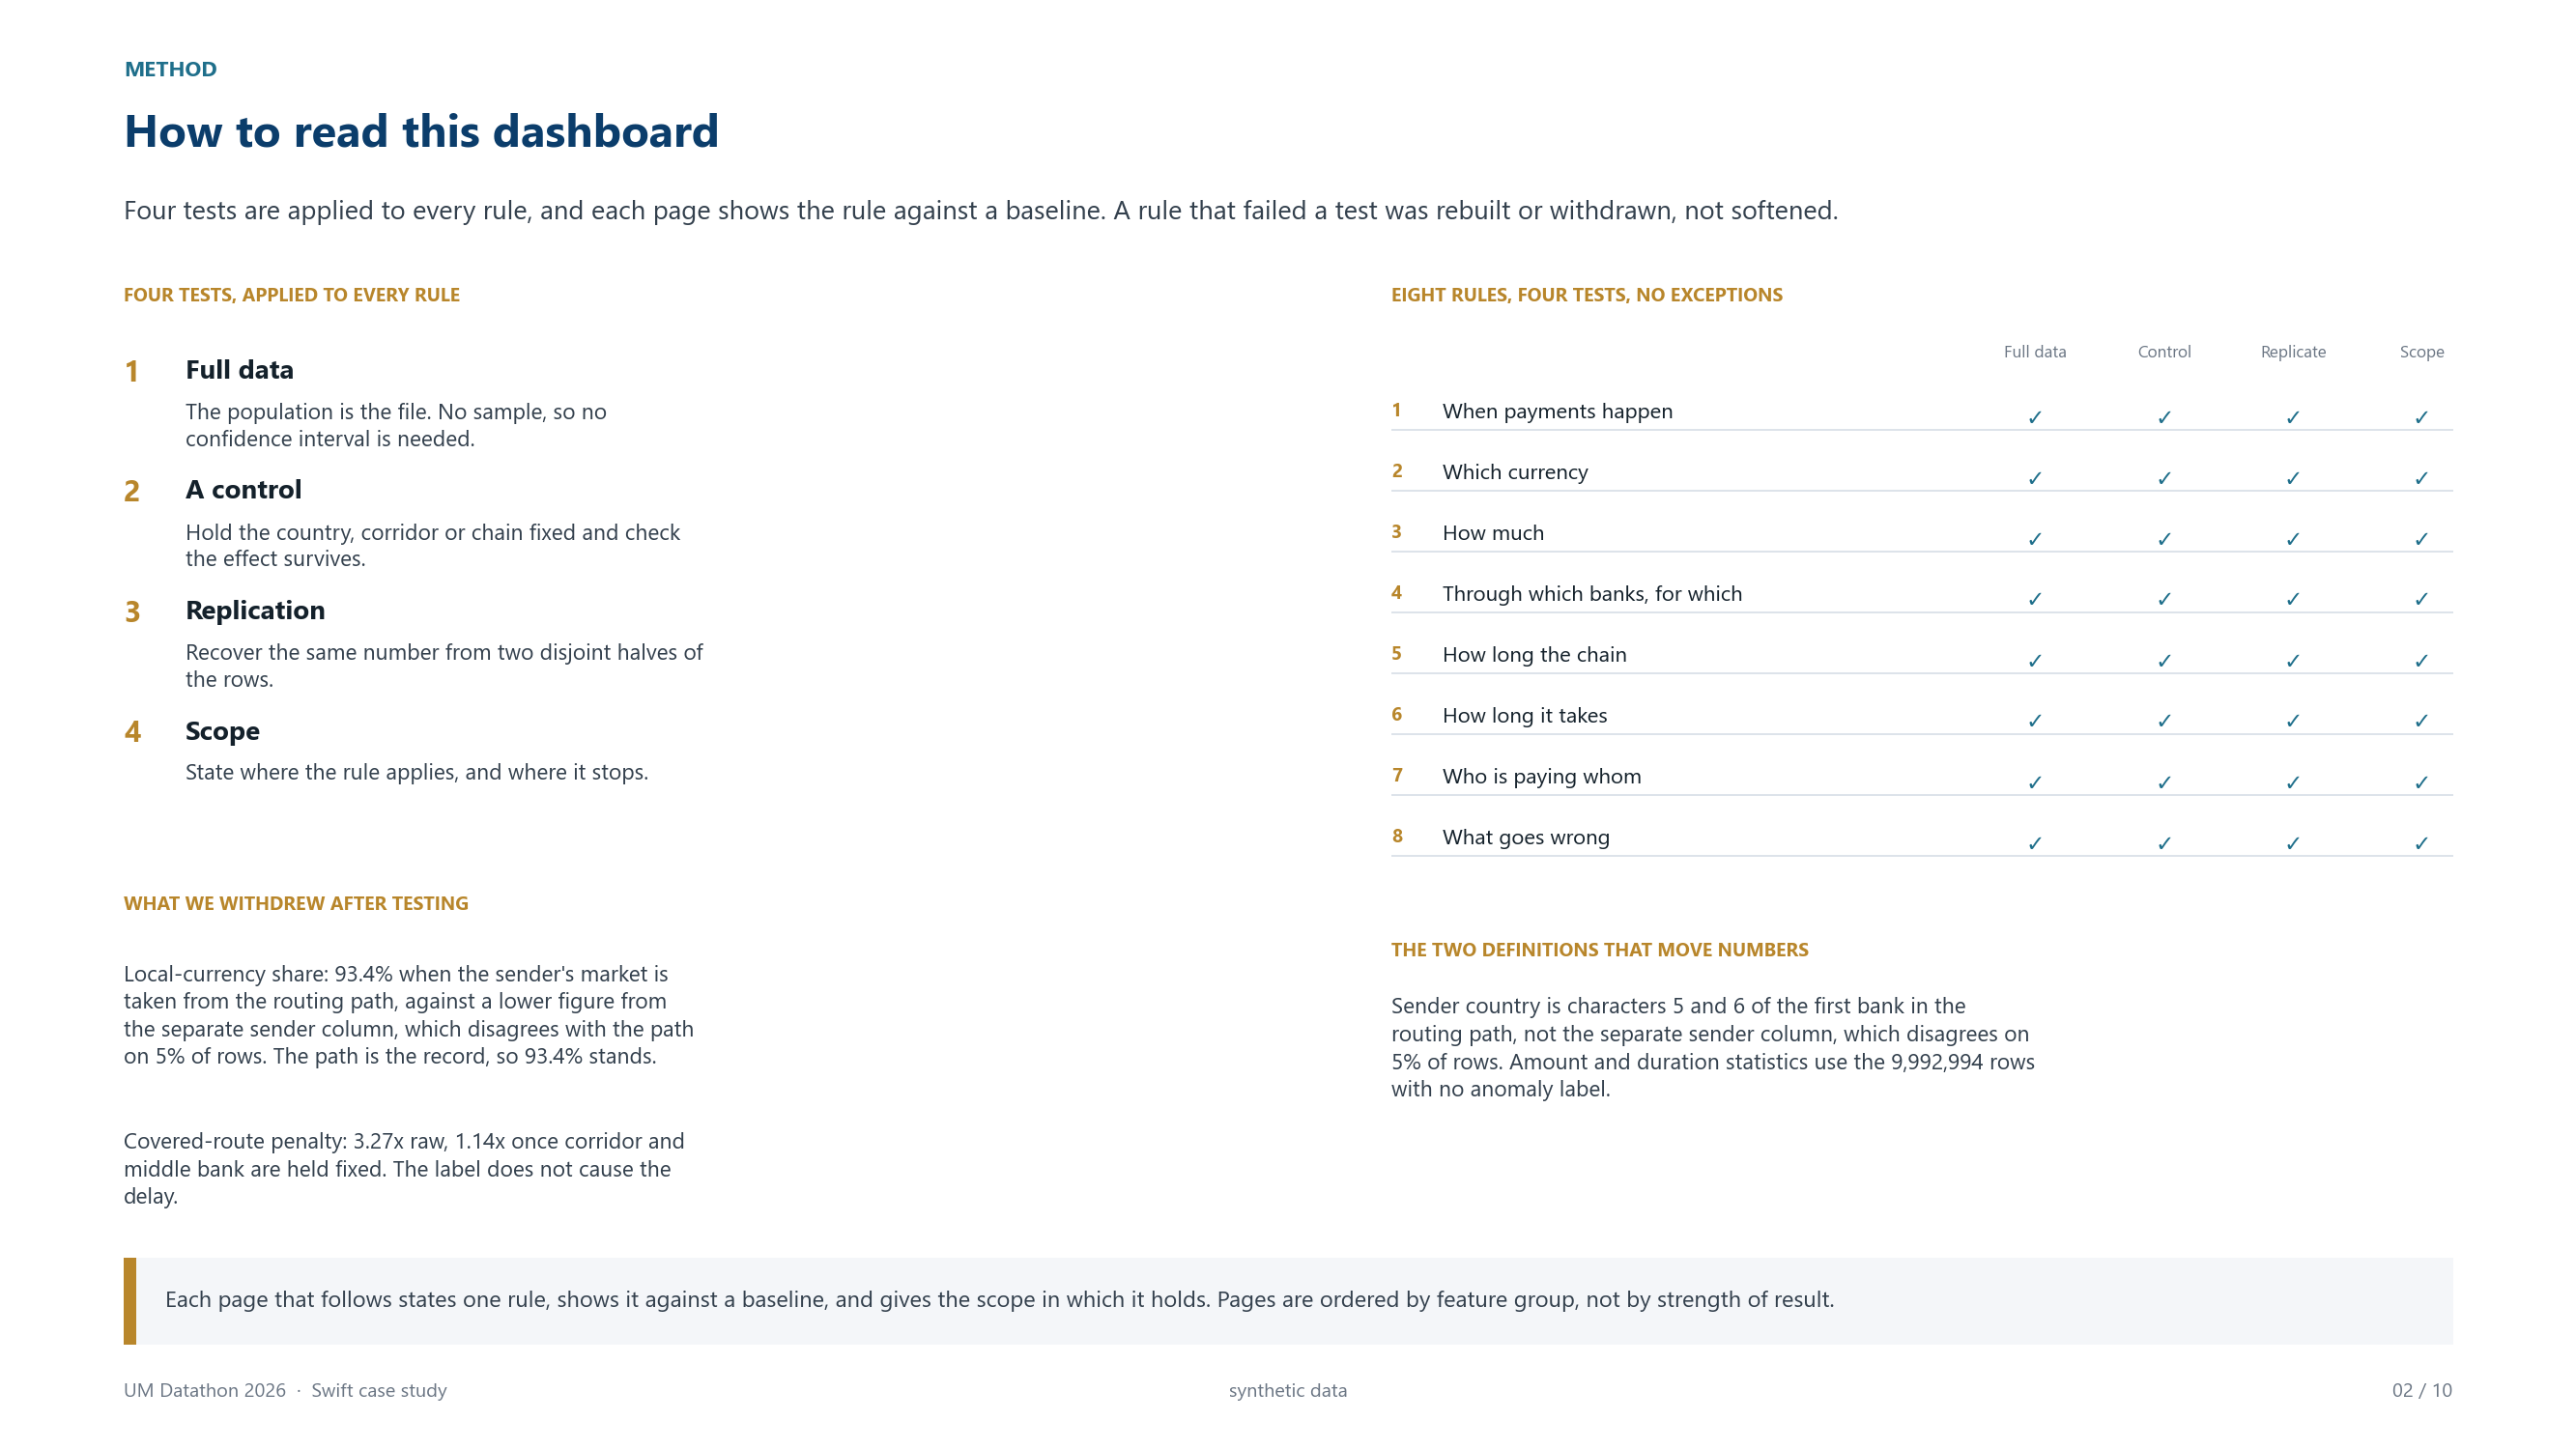 METHOD
How to read this dashboard
Four tests are applied to every rule, and each page shows the rule against a baseline. A rule that failed a test was rebuilt or withdrawn, not softened.
FOUR TESTS, APPLIED TO EVERY RULE
1 Full data
The population is the file. No sample, so no
confidence interval is needed.
2 A control
Hold the country, corridor or chain fixed and check
the effect survives.
3 Replication
Recover the same number from two disjoint halves of
the rows.
4 Scope
State where the rule applies, and where it stops.
WHAT WE WITHDREW AFTER TESTING
Local-currency share: 93.4% when the sender's market is
taken from the routing path, against a lower figure from
the separate sender column, which disagrees with the path
on 5% of rows. The path is the record, so 93.4% stands.
Covered-route penalty: 3.27x raw, 1.14x once corridor and
middle bank are held fixed. The label does not cause the
delay.
EIGHT RULES, FOUR TESTS, NO EXCEPTIONS
Full data Control Replicate Scope
1 When payments happen ✓ ✓ ✓ ✓
2 Which currency ✓ ✓ ✓ ✓
3 How much ✓ ✓ ✓ ✓
4 Through which banks, for which ✓ ✓ ✓ ✓
5 How long the chain ✓ ✓ ✓ ✓
6 How long it takes ✓ ✓ ✓ ✓
7 Who is paying whom ✓ ✓ ✓ ✓
8 What goes wrong ✓ ✓ ✓ ✓
THE TWO DEFINITIONS THAT MOVE NUMBERS
Sender country is characters 5 and 6 of the first bank in the
routing path, not the separate sender column, which disagrees on
5% of rows. Amount and duration statistics use the 9,992,994 rows
with no anomaly label.
Each page that follows states one rule, shows it against a baseline, and gives the scope in which it holds. Pages are ordered by feature group, not by strength of result.
UM Datathon 2026 · Swift case study
synthetic data
02 / 10